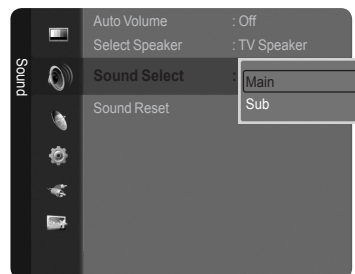 Sound
Auto Volume : Off
Select Speaker : TV Speaker
Sound Select :
Main
Sub
Sound Reset